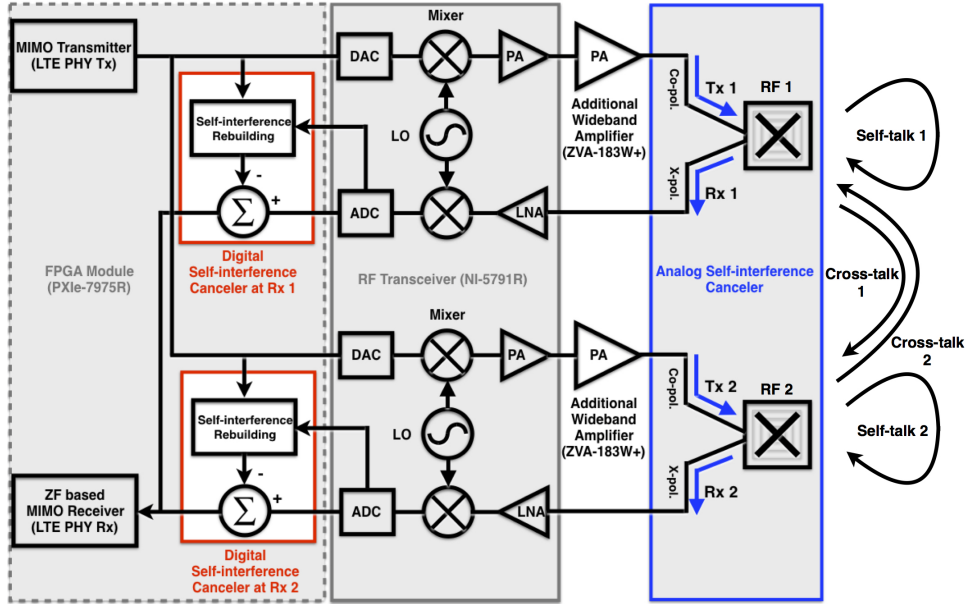 MIMO Transmitter
(LTE PHY Tx)
Self-interference
Rebuilding
-
Σ
+
Digital
Self-interference
Canceler at Rx 1
FPGA Module
(PXIe-7975R)
DAC
Mixer
PA
PA
LO
Additional
Wideband
Amplifier
(ZVA-183W+)
ADC
LNA
RF Transceiver (NI-5791R)
Co-pol.
Tx 1
RF 1
X-pol.
Rx 1
Analog Self-interference
Canceler
Self-talk 1
Cross-talk
1
Cross-talk
2
Mixer
DAC
PA
PA
LO
Additional
Wideband
Amplifier
(ZVA-183W+)
Self-interference
Rebuilding
-
Σ
+
ADC
LNA
Co-pol.
Tx 2
RF 2
X-pol.
Rx 2
Self-talk 2
ZF based
MIMO Receiver
(LTE PHY Rx)
Digital
Self-interference
Canceler at Rx 2